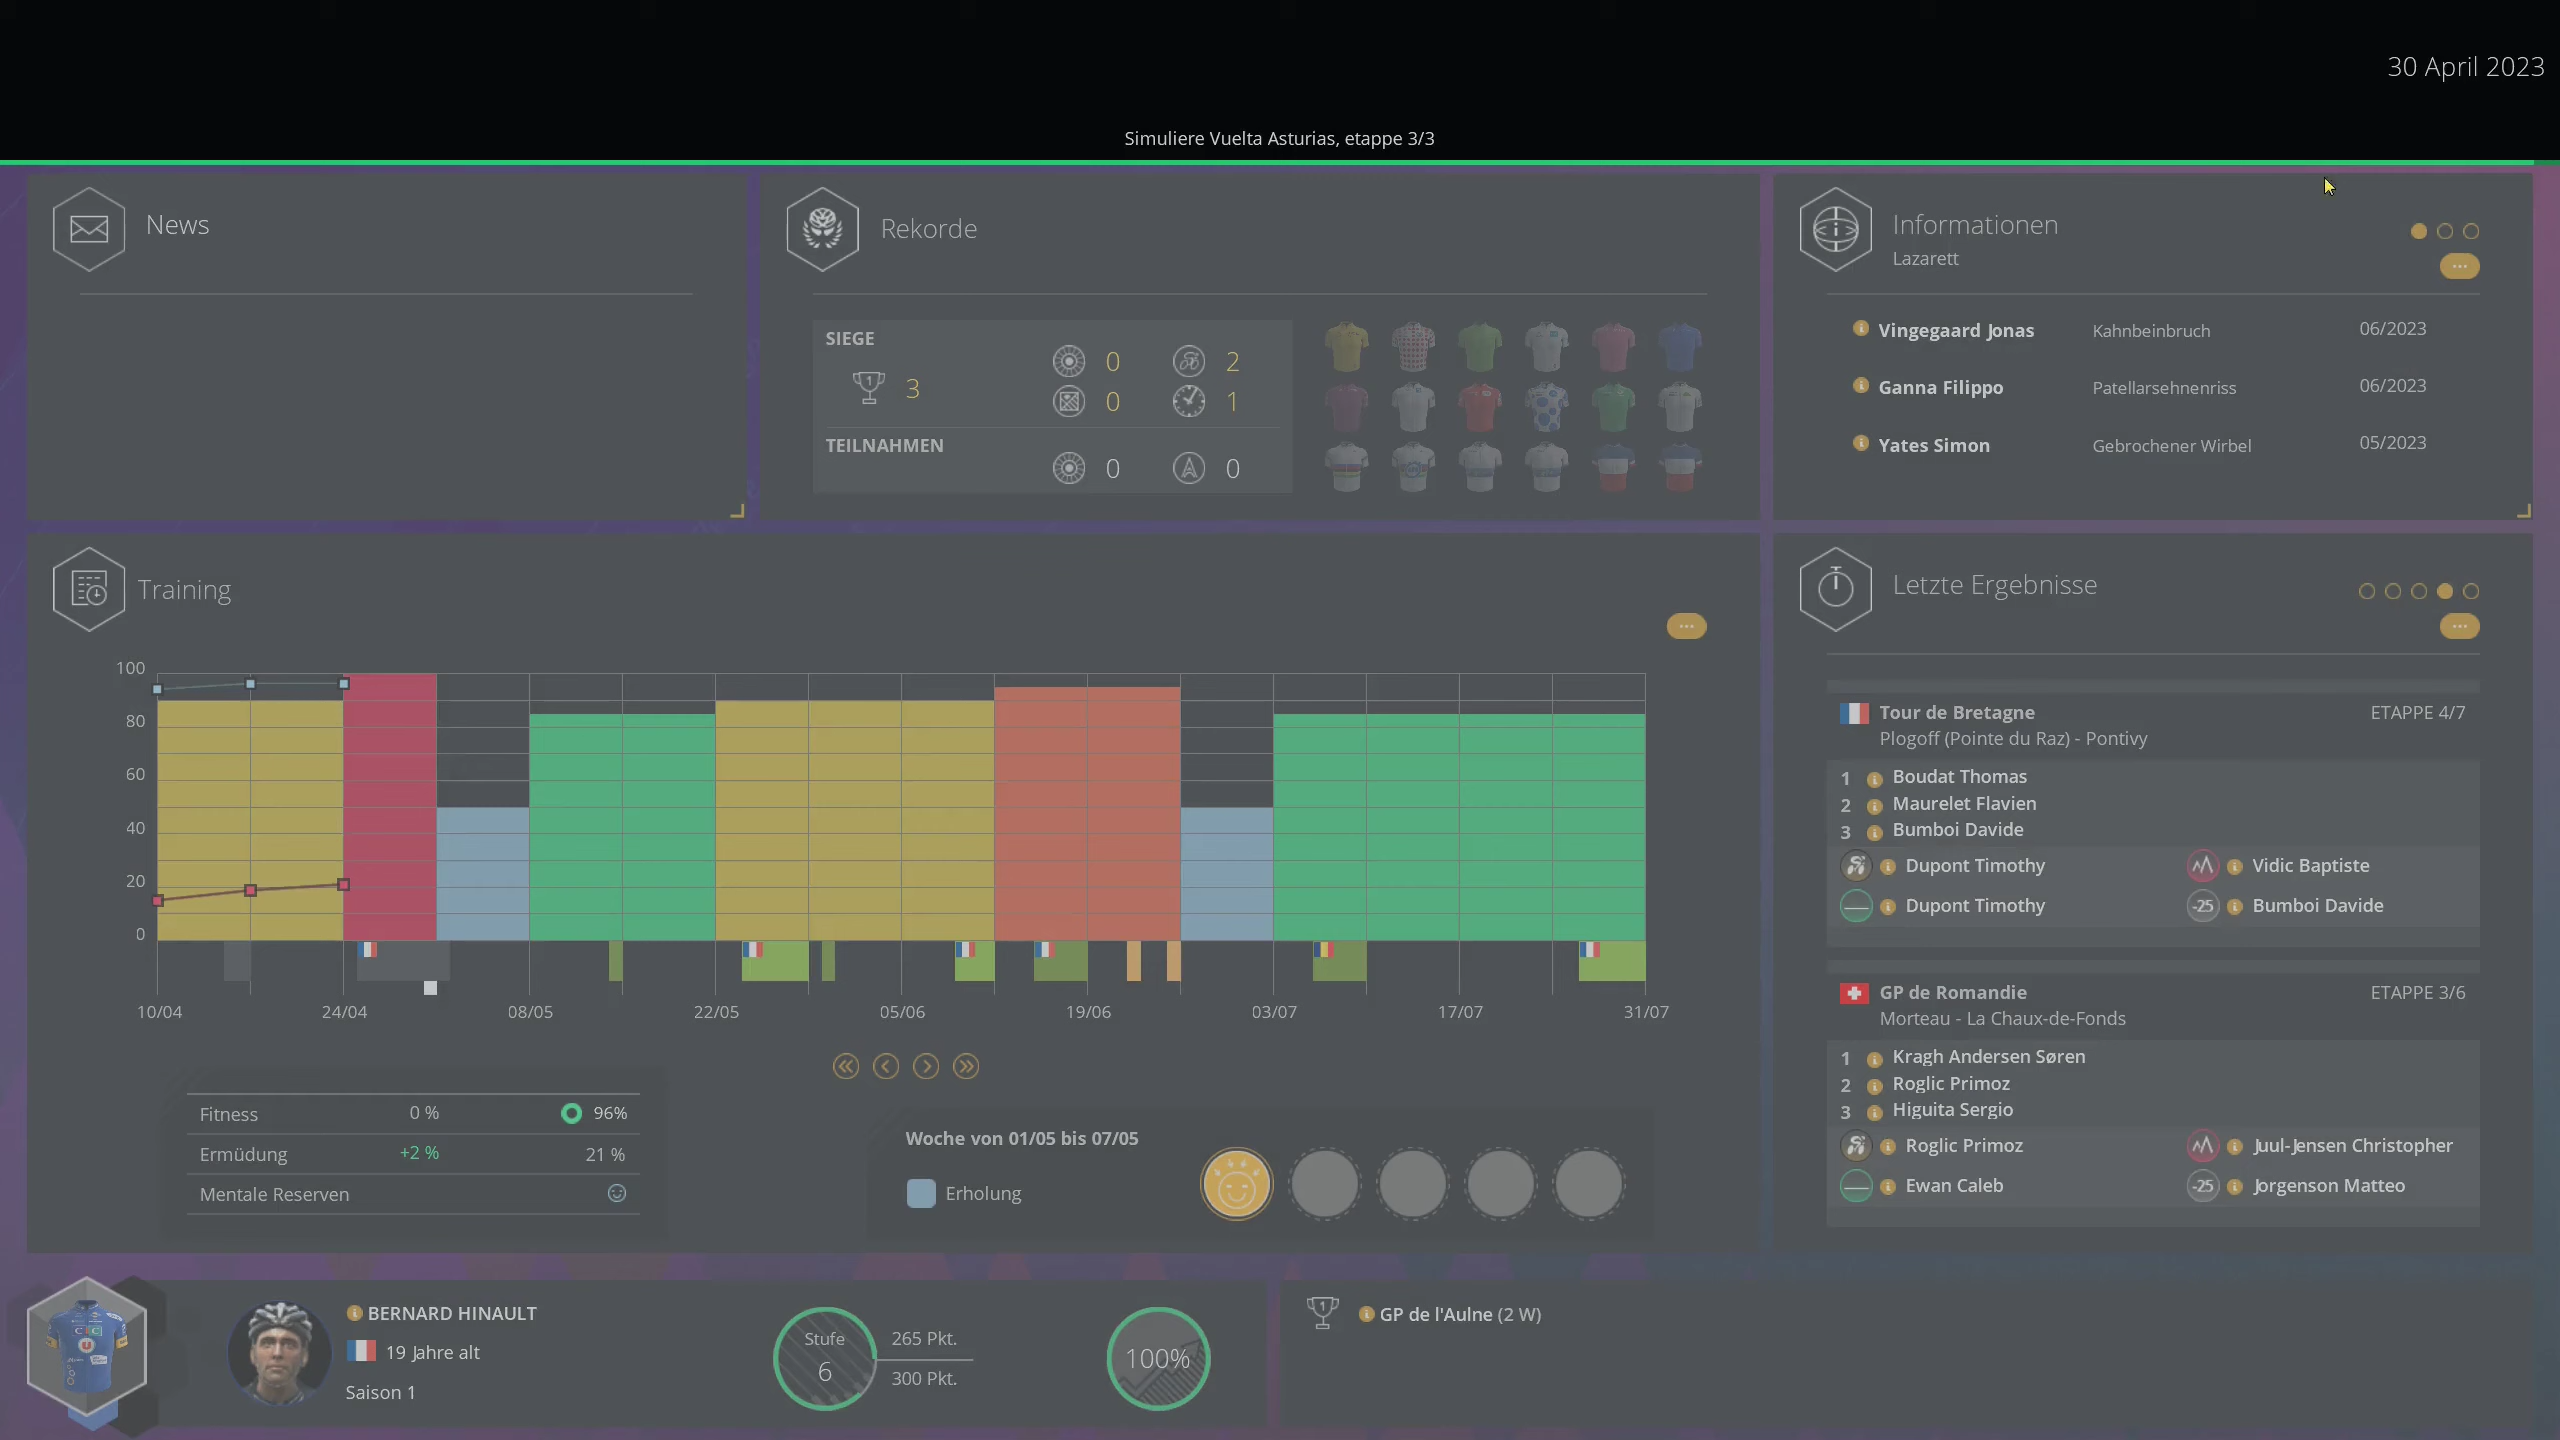 30 April 2023
Simuliere Vuelta Asturias, etappe 3/3
News
Rekorde
SIEGE
3
0
2
0
1
TEILNAHMEN
0
0
Informationen
Lazarett
Vingegaard Jonas Kahnbeinbruch 06/2023
Ganna Filippo Patellarsehnenriss 06/2023
Yates Simon Gebrochener Wirbel 05/2023
Training
100
80
60
40
20
0
10/04 24/04 08/05 22/05 05/06 19/06 03/07 17/07 31/07
Fitness 0 % 96%
Ermüdung +2 % 21 %
Mentale Reserven
Woche von 01/05 bis 07/05
Erholung
Letzte Ergebnisse
Tour de Bretagne ETAPPE 4/7
Plogoff (Pointe du Raz) - Pontivy
1 Boudat Thomas
2 Maurelet Flavien
3 Bumboi Davide
Dupont Timothy Vidic Baptiste
Dupont Timothy -25 Bumboi Davide
GP de Romandie ETAPPE 3/6
Morteau - La Chaux-de-Fonds
1 Kragh Andersen Søren
2 Roglic Primoz
3 Higuita Sergio
Roglic Primoz Juul-Jensen Christopher
Ewan Caleb -25 Jorgenson Matteo
BERNARD HINAULT
19 Jahre alt
Saison 1
Stufe
6
265 Pkt.
300 Pkt.
100%
1 GP de l'Aulne (2 W)